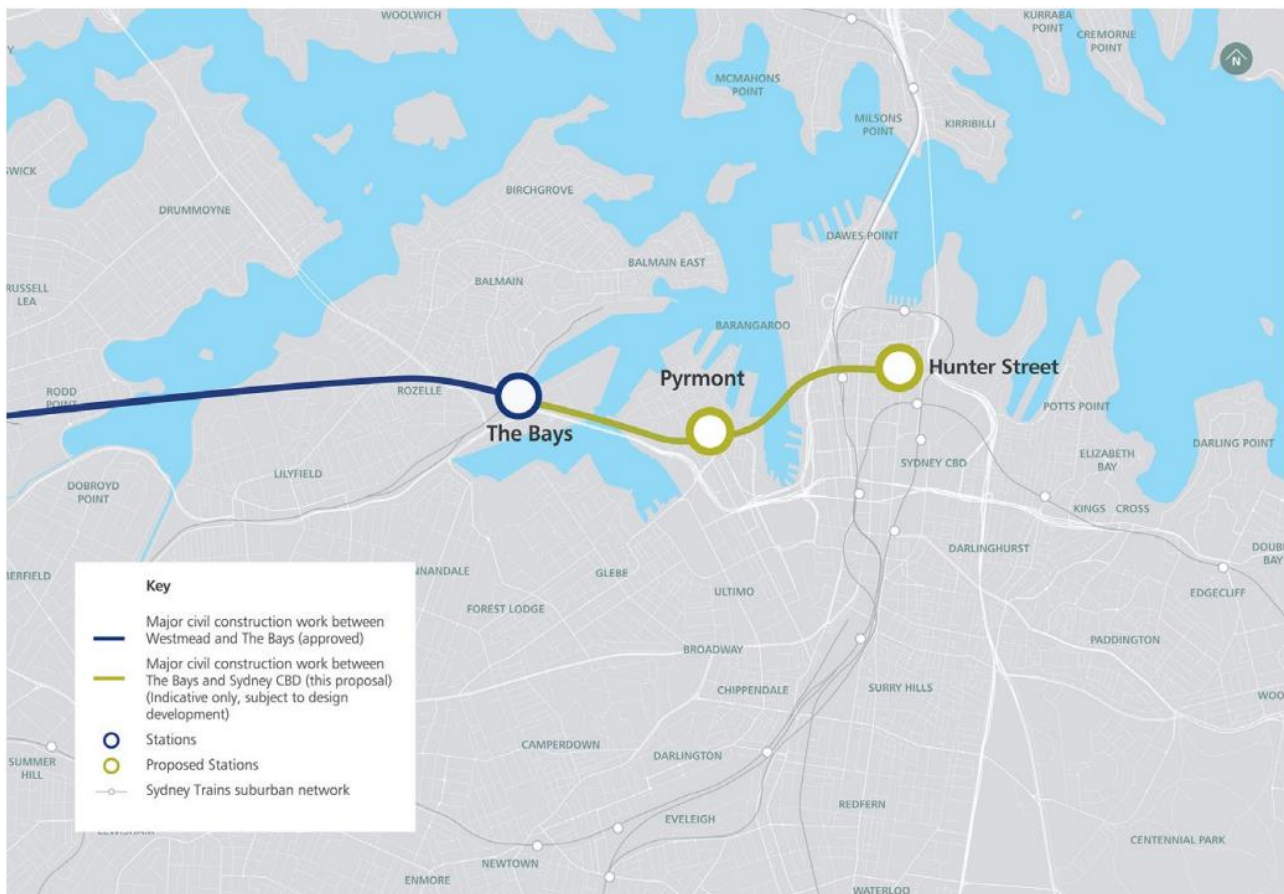 WOOLWICH
KURRABA
POINT
CREMORNE
POINT
N
MCMAHONS
POINT
MILSONS
POINT
KIRRIBILLI
SWICK
DRUMMOYNE
BIRCHGROVE
DAWES POINT
BALMAIN EAST
BALMAIN
RUSSELL
LEA
BARANGAROO
Pyrmont
Hunter Street
RODD
POINT
ROZELLE
The Bays
POTTS POINT
DARLING POINT
ELIZABETH
BAY
SYDNEY CBD
LILYFIELD
DOBROYD
POINT
KINGS CROSS
DARLINGHURST
DOUBL
BAY
MERFIELD
NNANDALE
GLEBE
ULTIMO
EDGECLIFF
FOREST LODGE
PADDINGTON
BROADWAY
CHIPPENDALE
SURRY HILLS
WOO
CAMPERDOWN
DARLINGTON
SUMMER
HILL
REDFERN
EVELEIGH
CENTENNIAL PARK
NEWTOWN
ENMORE
WATERLOO
LEWISHAM
Key
Major civil construction work between
Westmead and The Bays (approved)
Major civil construction work between
The Bays and Sydney CBD (this proposal)
(Indicative only, subject to design
development)
Stations
Proposed Stations
Sydney Trains suburban network